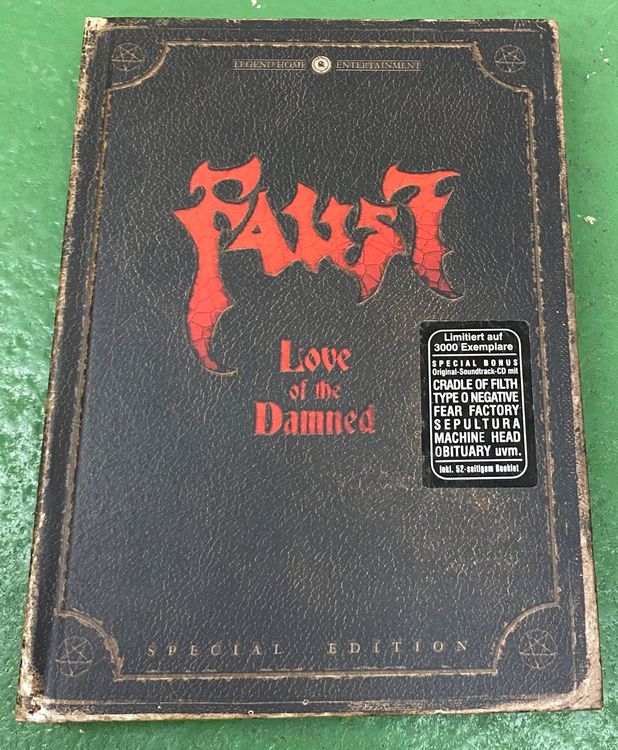 LEGEND HOME ENTERTAINMENT
FAUST
Love
of the
Damned
Limitiert auf
3000 Exemplare
SPECIAL BONUS
Original-Soundtrack-CD mit
CRADLE OF FILTH
TYPE O NEGATIVE
FEAR FACTORY
SEPULTURA
MACHINE HEAD
OBITUARY uvm.
Inkl. 52-seitigem Booklet
SPECIAL EDITION